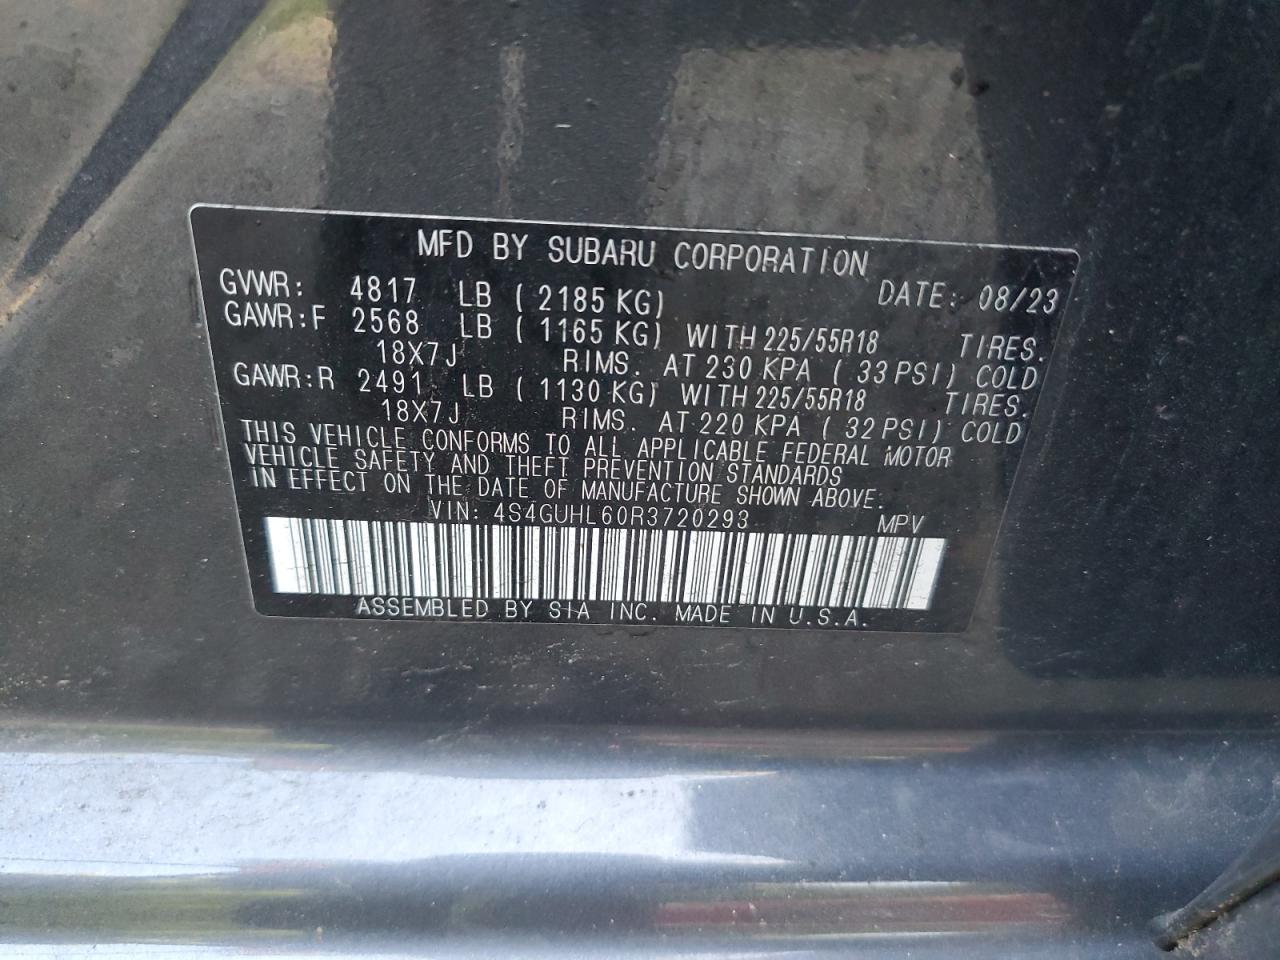 MFD BY SUBARU CORPORATION
GVWR: 4817 LB (2185 KG) DATE: 08/23
GAWR:F 2568 LB (1165 KG) WITH 225/55R18 TIRES.
18X7J RIMS. AT 230 KPA (33 PSI) COLD
GAWR:R 2491 LB (1130 KG) WITH 225/55R18 TIRES.
18X7J RIMS. AT 220 KPA (32 PSI) COLD
THIS VEHICLE CONFORMS TO ALL APPLICABLE FEDERAL MOTOR
VEHICLE SAFETY AND THEFT PREVENTION STANDARDS
IN EFFECT ON THE DATE OF MANUFACTURE SHOWN ABOVE.
VIN: 4S4GUHL60R3720293 MPV
ASSEMBLED BY SIA INC. MADE IN U.S.A.